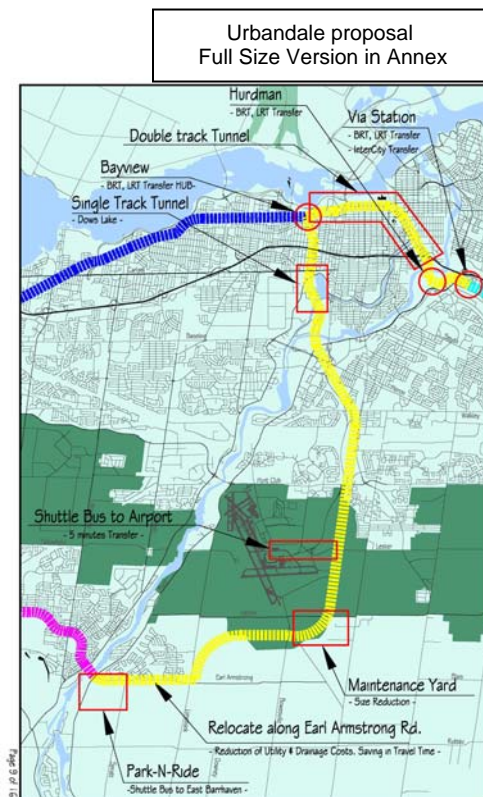 Urbandale proposal
Full Size Version in Annex
Hurdman
- BRT, LRT Transfer
Via Station
- BRT, LRT Transfer
- InterCity Transfer
Double track Tunnel
Bayview
- BRT, LRT Transfer HUB-
Single Track Tunnel
- Dows Lake -
Shuttle Bus to Airport
- 5 minutes Transfer -
Maintenance Yard
- Size Reduction -
Earl Armstrong
Relocate along Earl Armstrong Rd.
- Reduction of Utility & Drainage Costs. Saving in Travel Time -
Park-N-Ride
-Shuttle Bus to East Barrhaven -